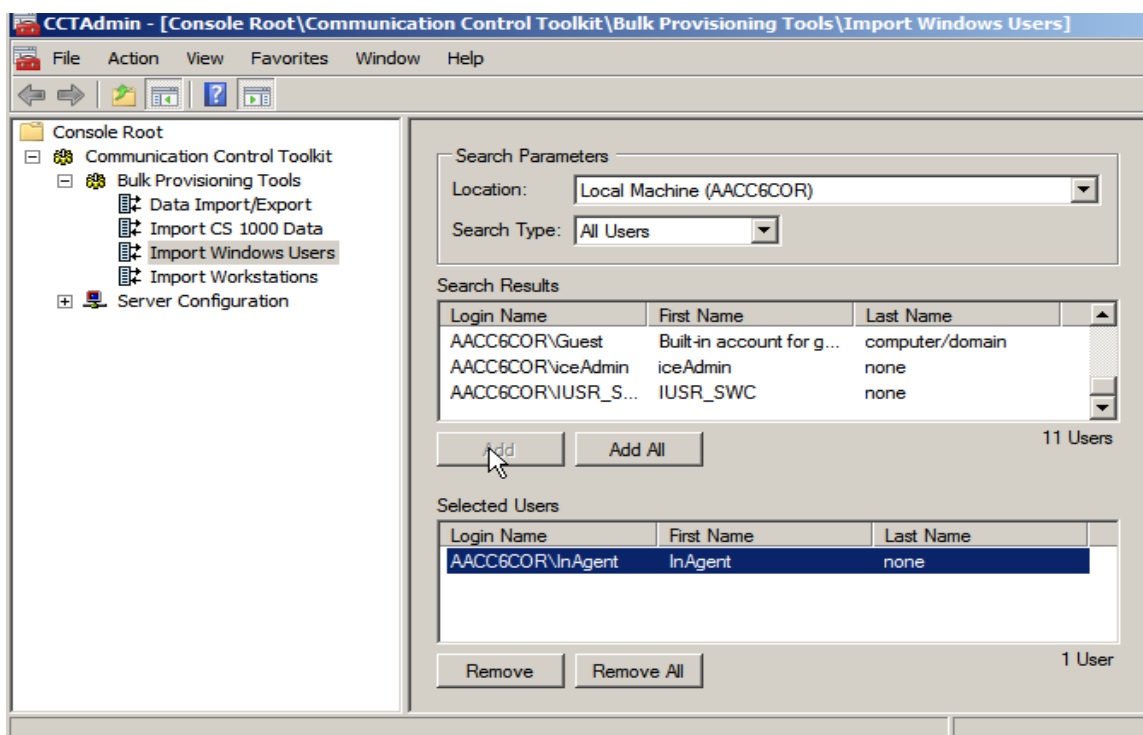 CCTAdmin - [Console Root\Communication Control Toolkit\Bulk Provisioning Tools\Import Windows Users]
File Action View Favorites Window Help
Console Root
Communication Control Toolkit
Bulk Provisioning Tools
Data Import/Export
Import CS 1000 Data
Import Windows Users
Import Workstations
Server Configuration
Search Parameters
Location: Local Machine (AACC6COR)
Search Type: All Users
Search Results
Login Name First Name Last Name
AACC6COR\Guest Built-in account for g... computer/domain
AACC6COR\iceAdmin iceAdmin none
AACC6COR\IUSR_S... IUSR_SWC none
Add Add All 11 Users
Selected Users
Login Name First Name Last Name
AACC6COR\InAgent InAgent none
Remove Remove All 1 User